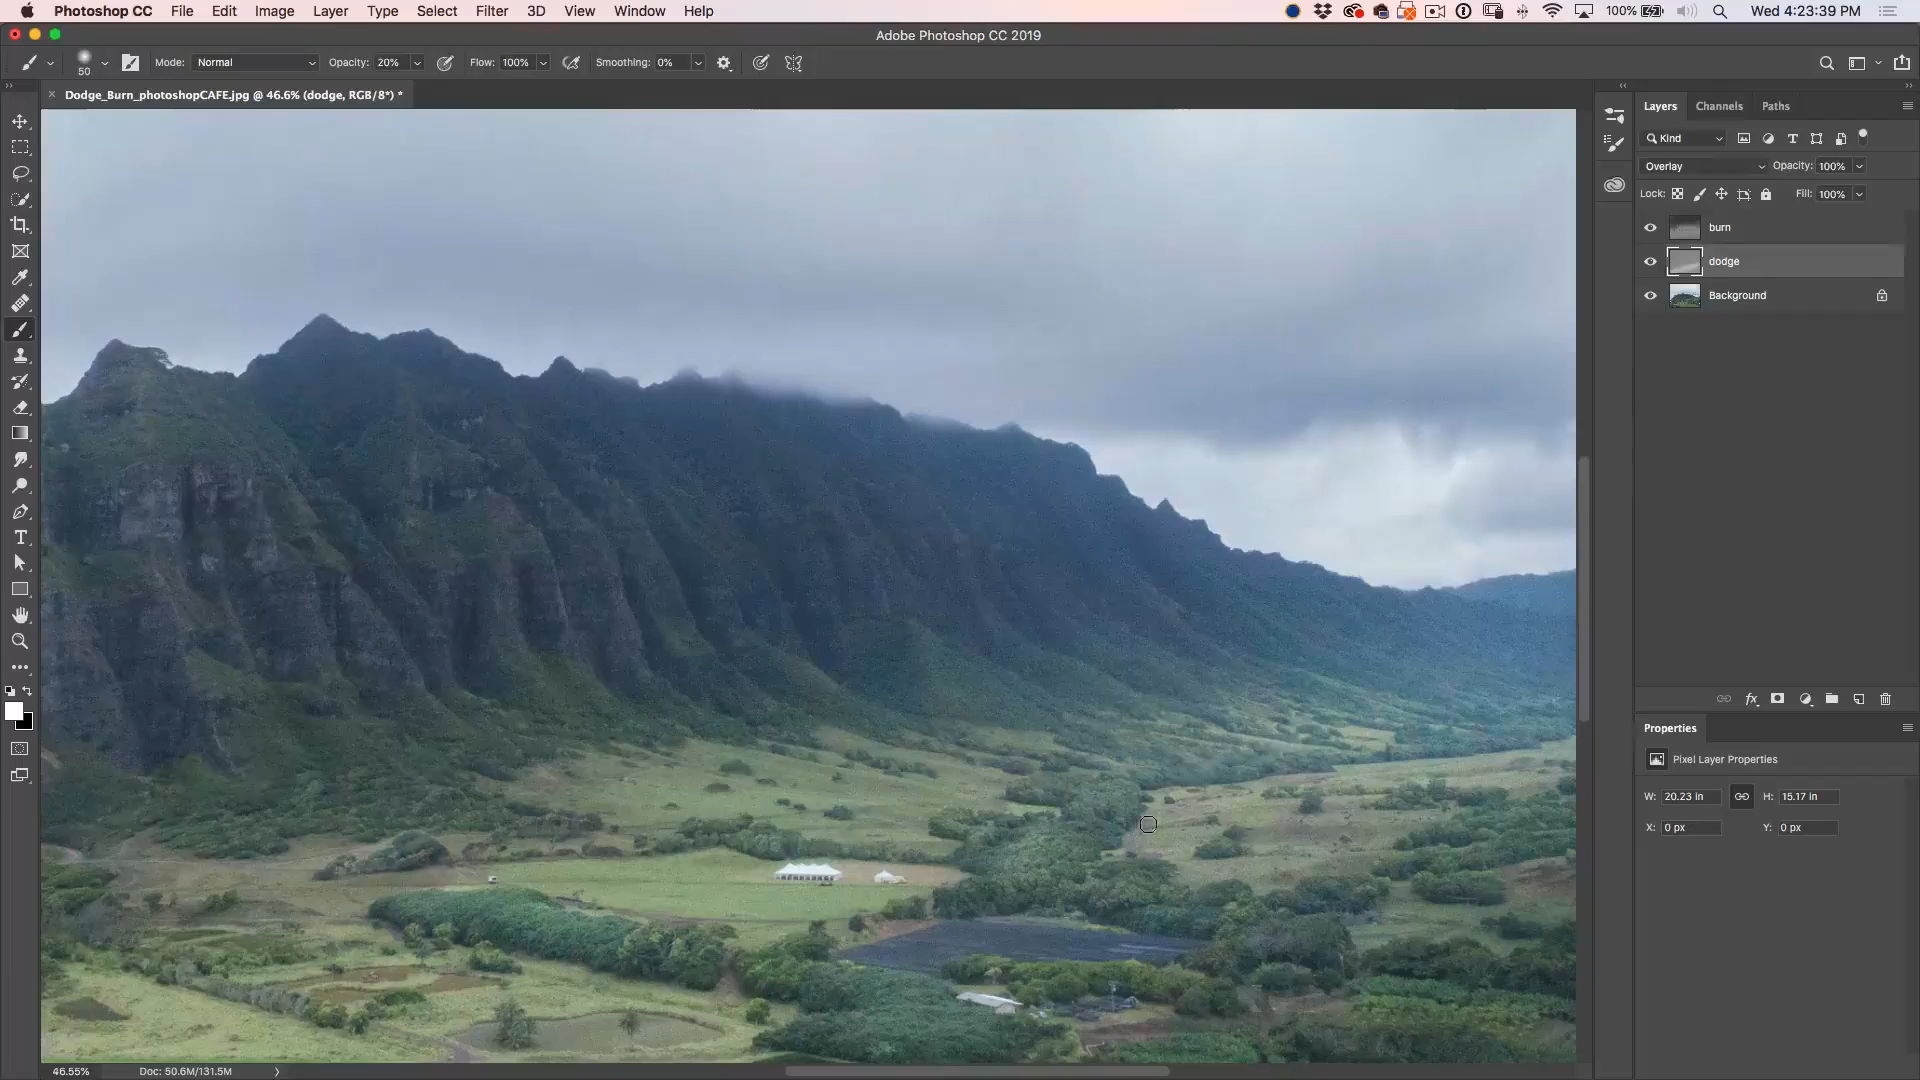 Photoshop CC File Edit Image Layer Type Select Filter 3D View Window Help 100% Wed 4:23:39 PM
Adobe Photoshop CC 2019
50 Mode: Normal Opacity: 20% Flow: 100% Smoothing: 0%
Dodge_Burn_photoshopCAFE.jpg @ 46.6% (dodge, RGB/8*) *
Layers Channels Paths
Kind
Overlay Opacity: 100%
Lock: Fill: 100%
burn
dodge
Background
Properties
Pixel Layer Properties
W: 20.23 in H: 15.17 in
X: 0 px Y: 0 px
46.55% Doc: 50.6M/131.5M